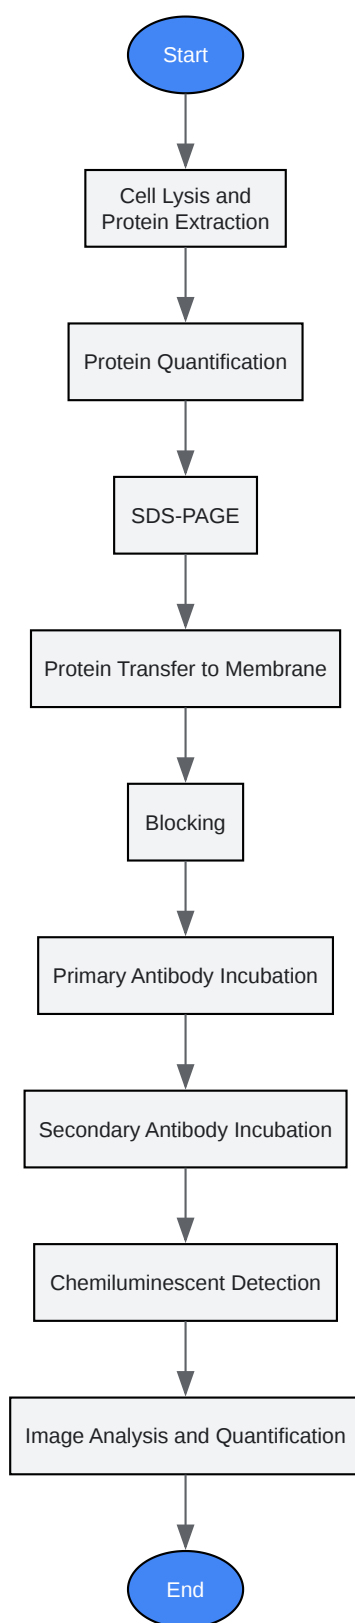 Start
Cell Lysis and
Protein Extraction
Protein Quantification
SDS-PAGE
Protein Transfer to Membrane
Blocking
Primary Antibody Incubation
Secondary Antibody Incubation
Chemiluminescent Detection
Image Analysis and Quantification
End